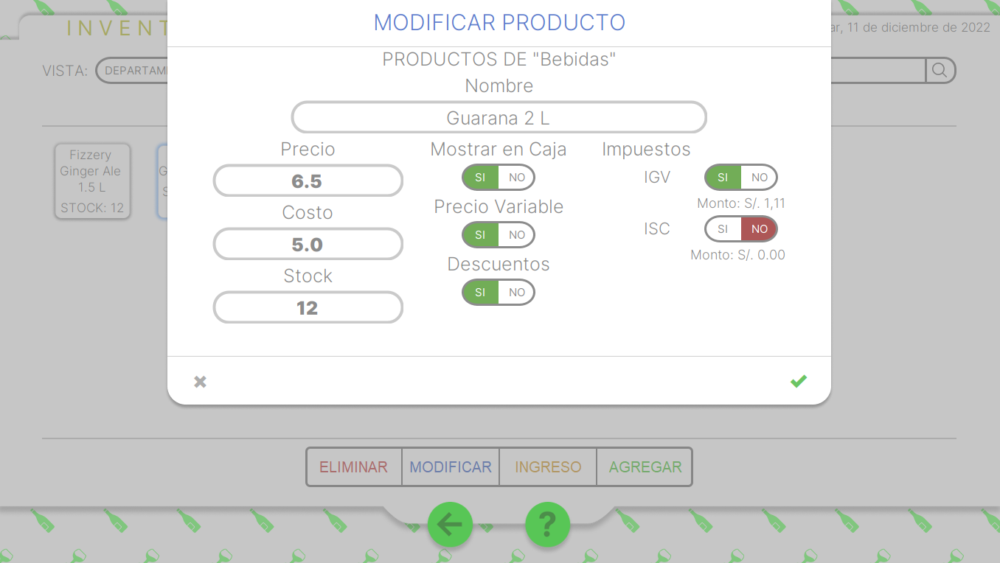 MODIFICAR PRODUCTO
INVENT
ar, 11 de diciembre de 2022
PRODUCTOS DE "Bebidas"
VISTA:
Nombre
Guarana 2 L
Precio
Mostrar en Caja
Impuestos
6.5
SI NO
IGV
SI NO
Monto: S/. 1,11
Costo
Precio Variable
5.0
SI NO
ISC
SI NO
Monto: S/. 0.00
Stock
Descuentos
12
SI NO
Fizzery
Ginger Ale
1.5 L
STOCK: 12
ELIMINAR
MODIFICAR
INGRESO
AGREGAR
?